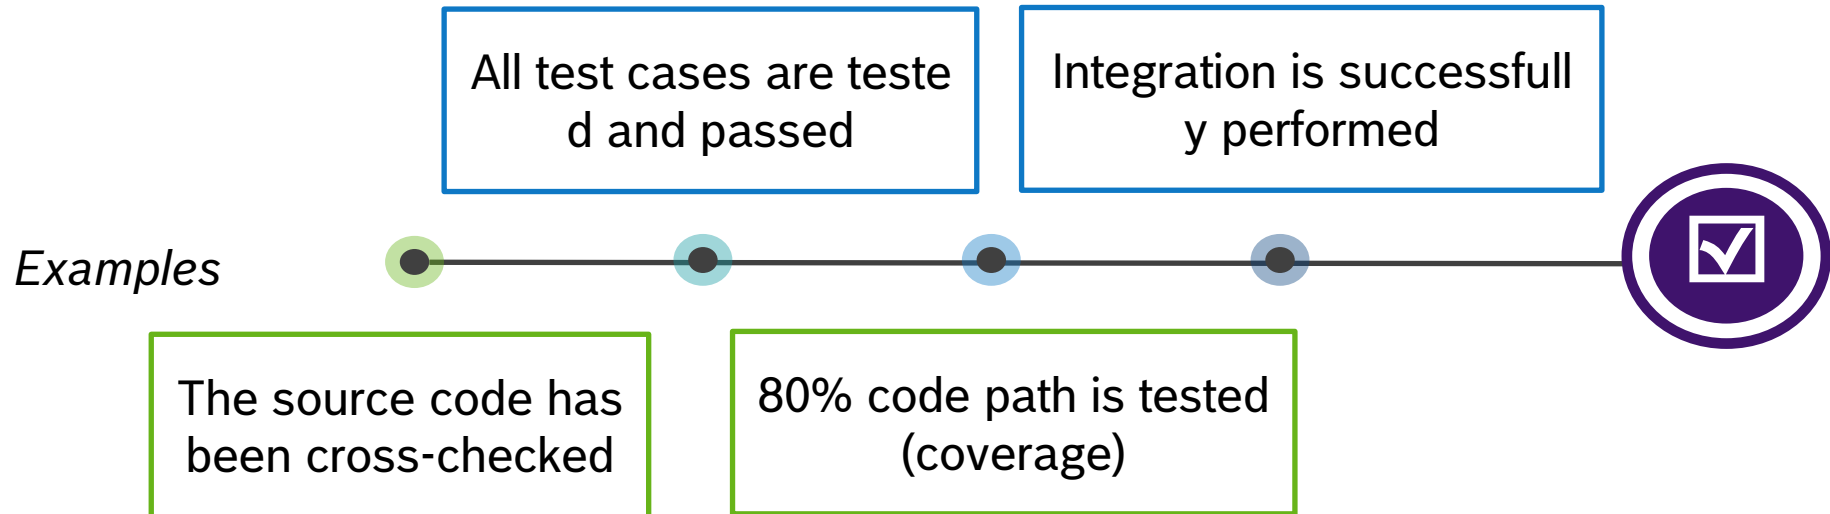 All test cases are teste
d and passed
Integration is successfull
y performed
Examples
The source code has
been cross-checked
80% code path is tested
(coverage)